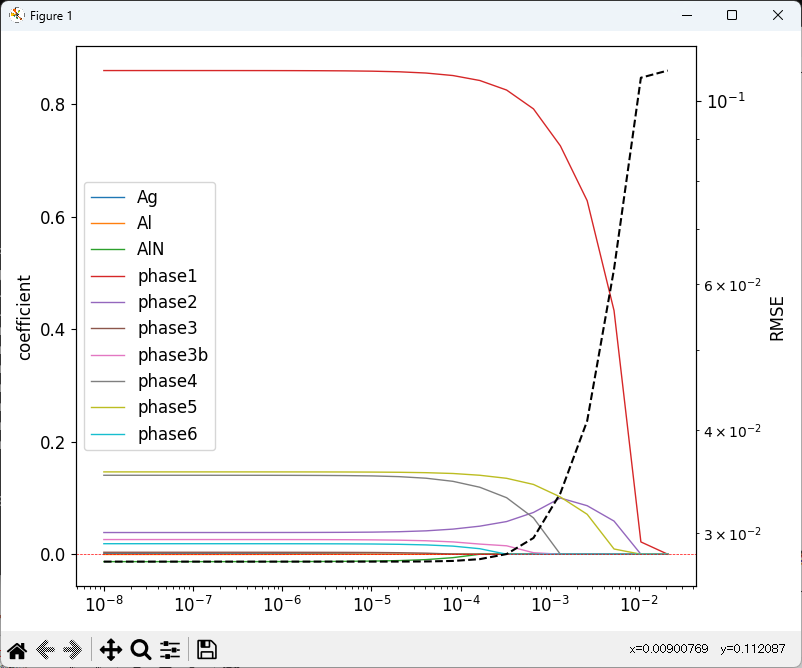 Figure 1
0.8
0.6
0.4
0.2
0.0
coefficient
Ag
Al
AlN
phase1
phase2
phase3
phase3b
phase4
phase5
phase6
10⁻¹
6×10⁻²
4×10⁻²
3×10⁻²
RMSE
10⁻⁸ 10⁻⁷ 10⁻⁶ 10⁻⁵ 10⁻⁴ 10⁻³ 10⁻²
x=0.00900769 y=0.112087